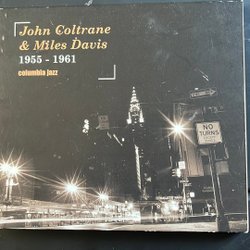 John Coltrane
& Miles Davis
1955 - 1961
columbia jazz
NO
TURNS